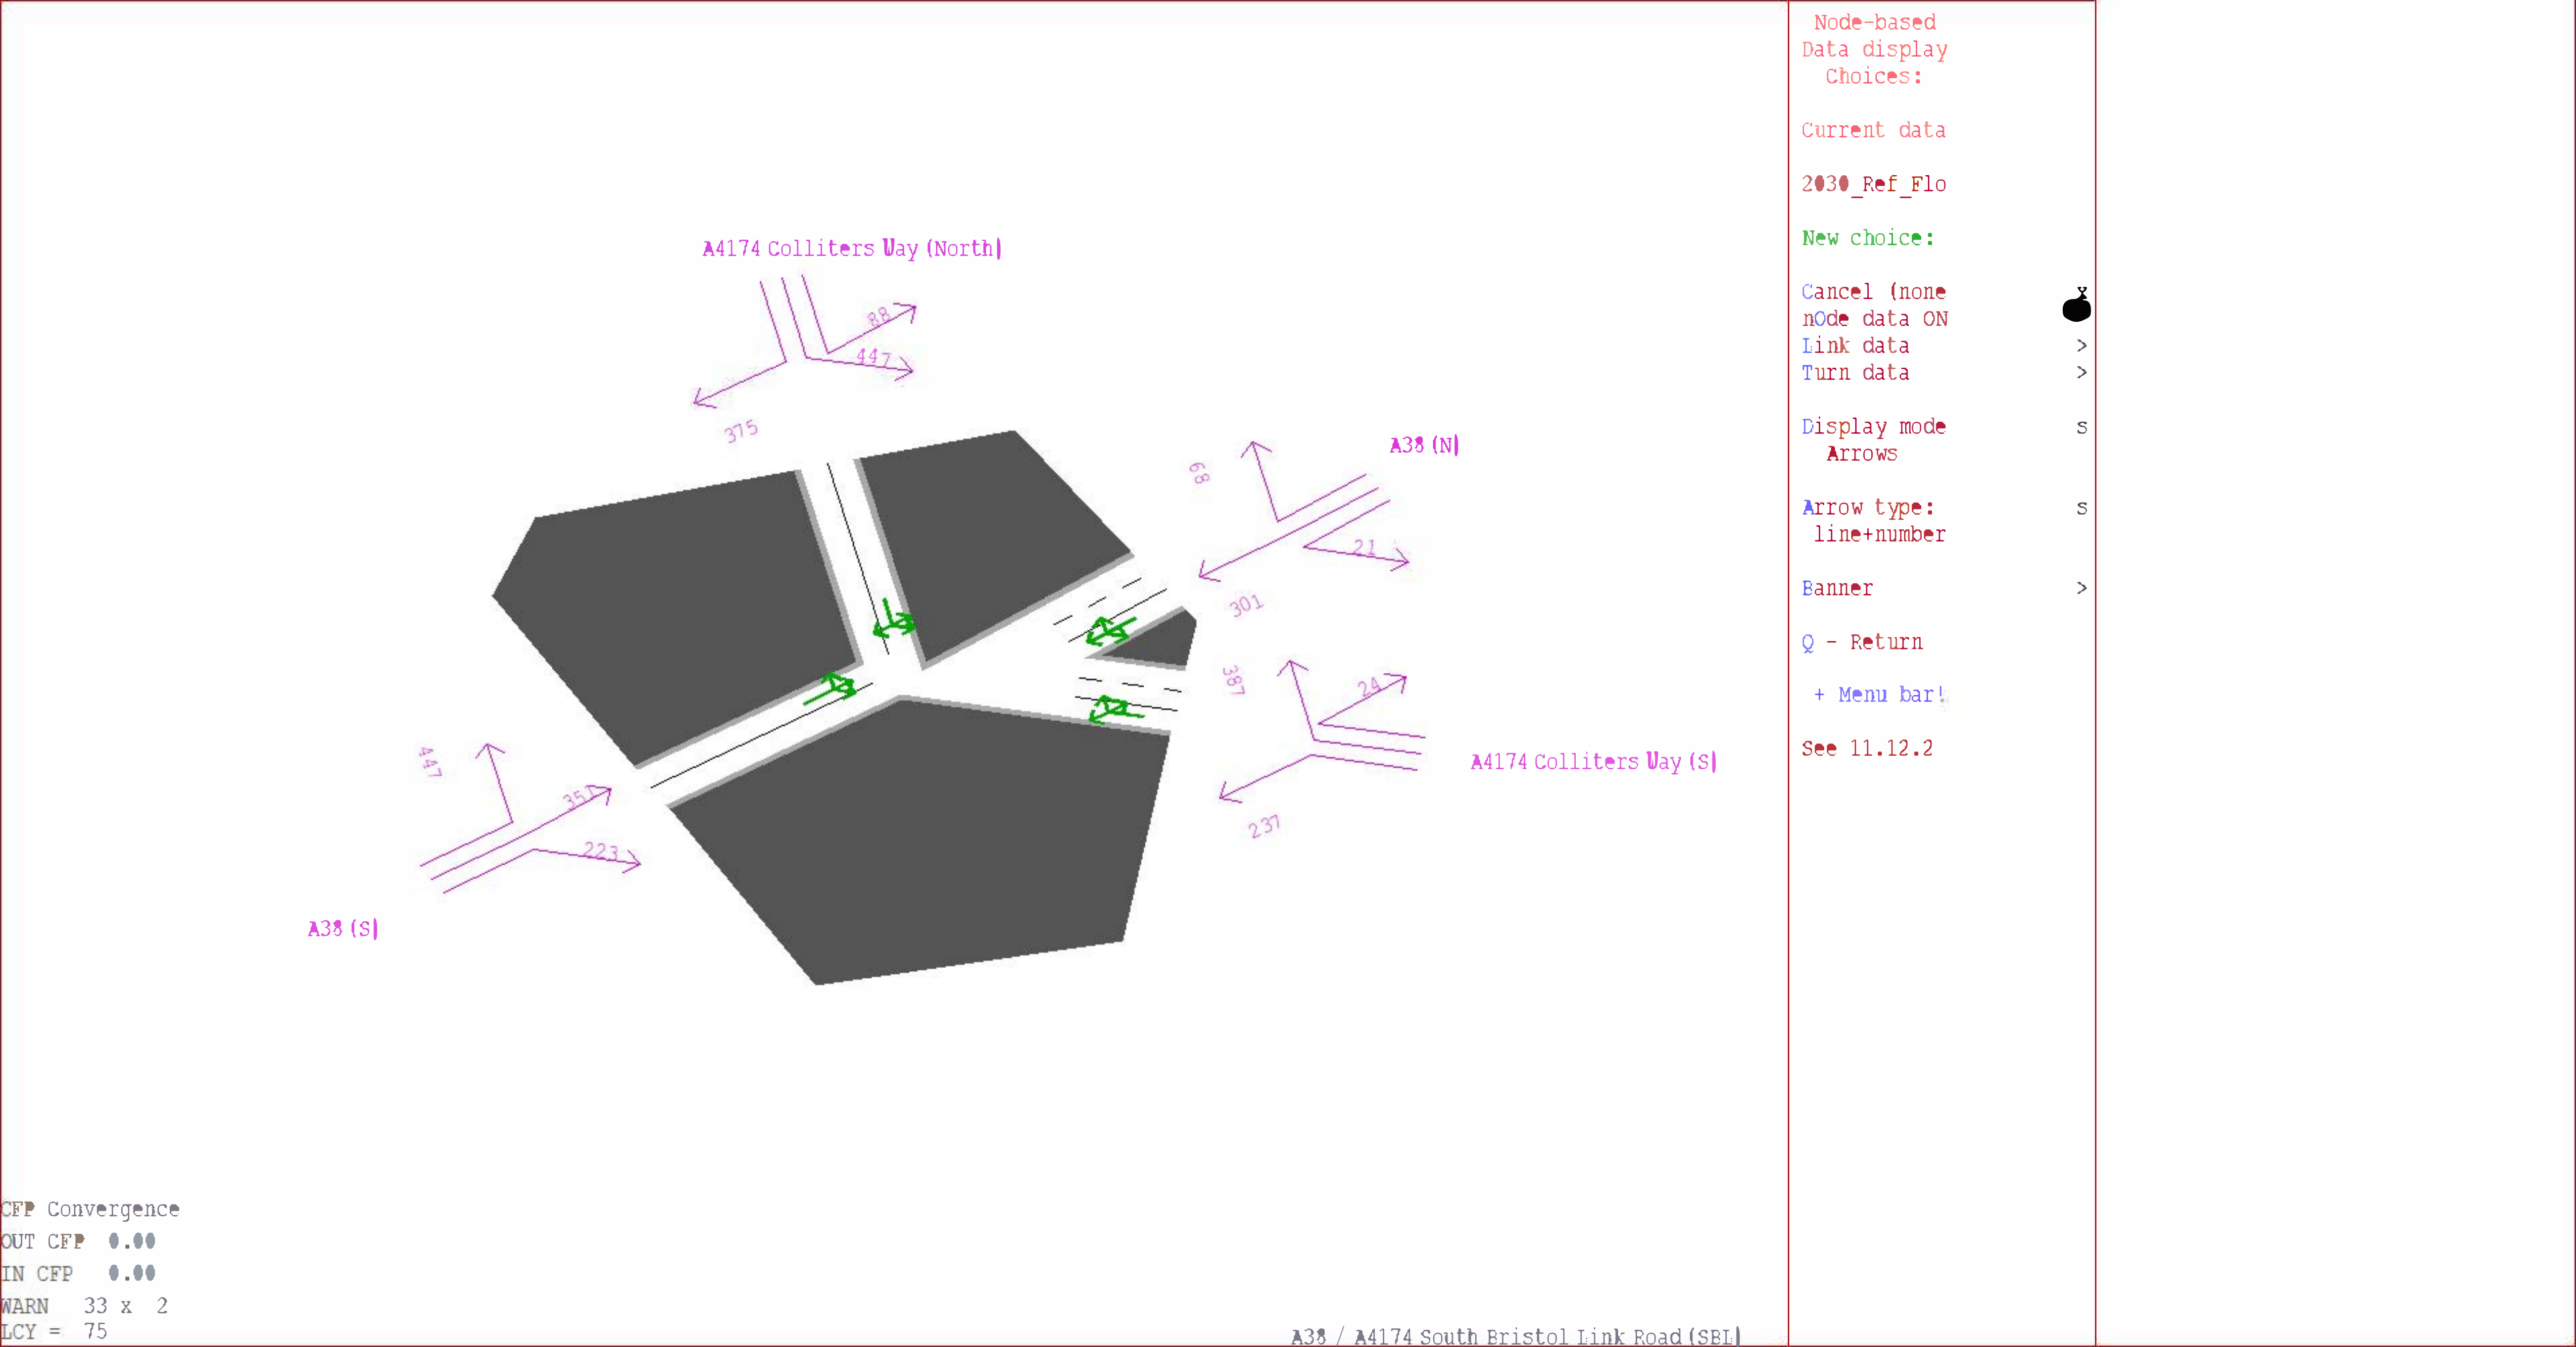 A4174 Colliters Way (North)
88
447
375
A38 (N)
68
21
301
387
24
A4174 Colliters Way (S)
237
447
351
223
A38 (S)
CFP Convergence
OUT CFP 0.00
IN CFP 0.00
WARN 33 x 2
LCY = 75
A38 / A4174 South Bristol Link Road (SBL)
Node-based
Data display
Choices:
Current data
2030_Ref_Flo
New choice:
Cancel (none x
nOde data ON
Link data >
Turn data >
Display mode s
Arrows
Arrow type: s
line+number
Banner >
Q - Return
+ Menu bar!
See 11.12.2